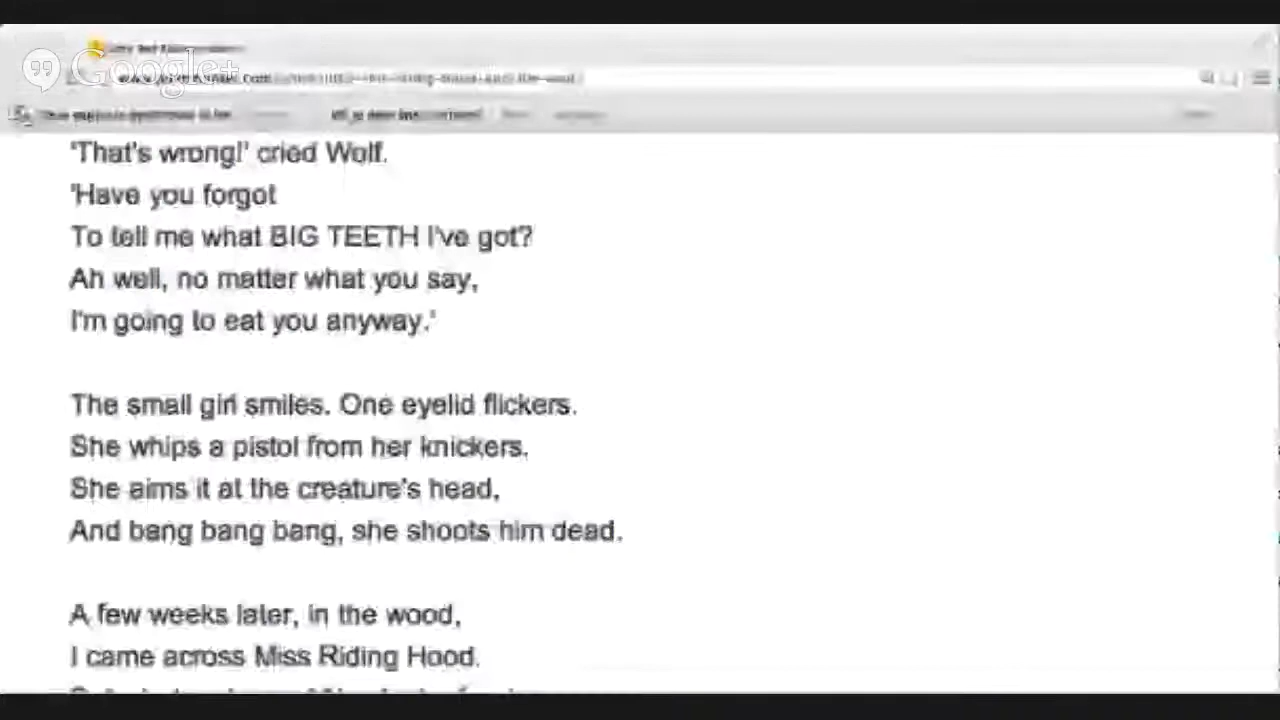 Google+
'That's wrong!' cried Wolf.
'Have you forgot
To tell me what BIG TEETH I've got?
Ah well, no matter what you say,
I'm going to eat you anyway.'
The small girl smiles. One eyelid flickers.
She whips a pistol from her knickers.
She aims it at the creature's head,
And bang bang bang, she shoots him dead.
A few weeks later, in the wood,
I came across Miss Riding Hood.